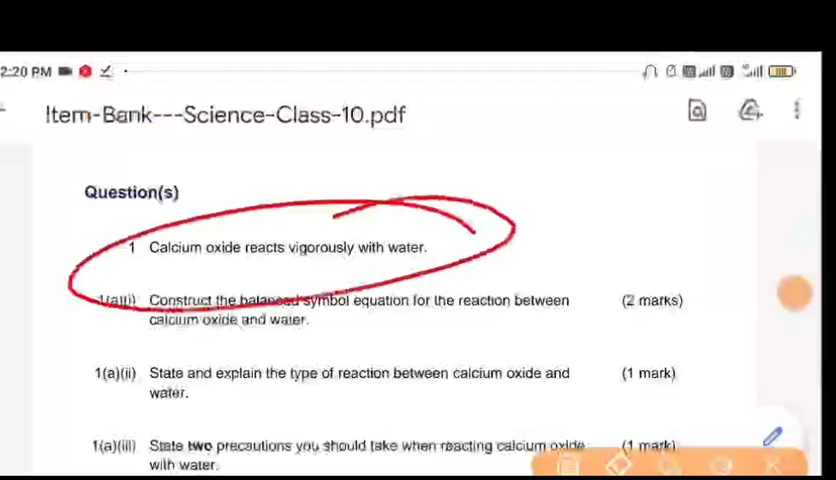 2:20 PM
Item-Bank---Science-Class-10.pdf
Question(s)
1 Calcium oxide reacts vigorously with water.
1(a)(i) Construct the balanced symbol equation for the reaction between (2 marks)
calcium oxide and water.
1(a)(ii) State and explain the type of reaction between calcium oxide and (1 mark)
water.
1(a)(iii) State two precautions you should take when reacting calcium oxide (1 mark)
with water.